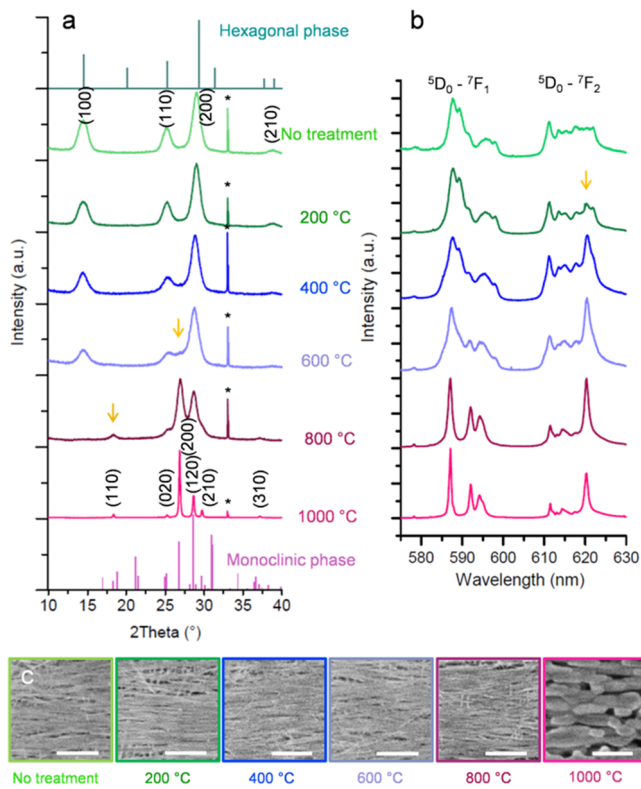 a
Hexagonal phase
(100)
(110)
(200)
(210)
*
No treatment
*
200 °C
*
400 °C
*
600 °C
*
800 °C
(110)
(020)
(200)
(120)
(210)
*
(310)
1000 °C
Monoclinic phase
10 15 20 25 30 35 40
2Theta (°)
Intensity (a.u.)
b
⁵D₀ - ⁷F₁
⁵D₀ - ⁷F₂
Intensity (a.u.)
580 590 600 610 620 630
Wavelength (nm)
C
No treatment
200 °C
400 °C
600 °C
800 °C
1000 °C